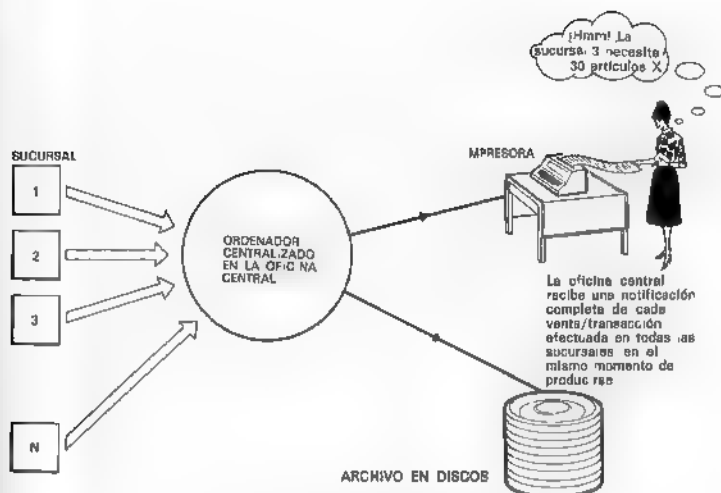 ¡Hmm! ¡La
sucursal 3 necesita
30 artículos X
SUCURSAL
1
2
3
N
ORDENADOR
CENTRALIZADO
EN LA OFICINA
CENTRAL
IMPRESORA
La oficina central
recibe una notificación
completa de cada
venta/transacción
efectuada en todas las
sucursales en el
mismo momento de
producirse
ARCHIVO EN DISCOS